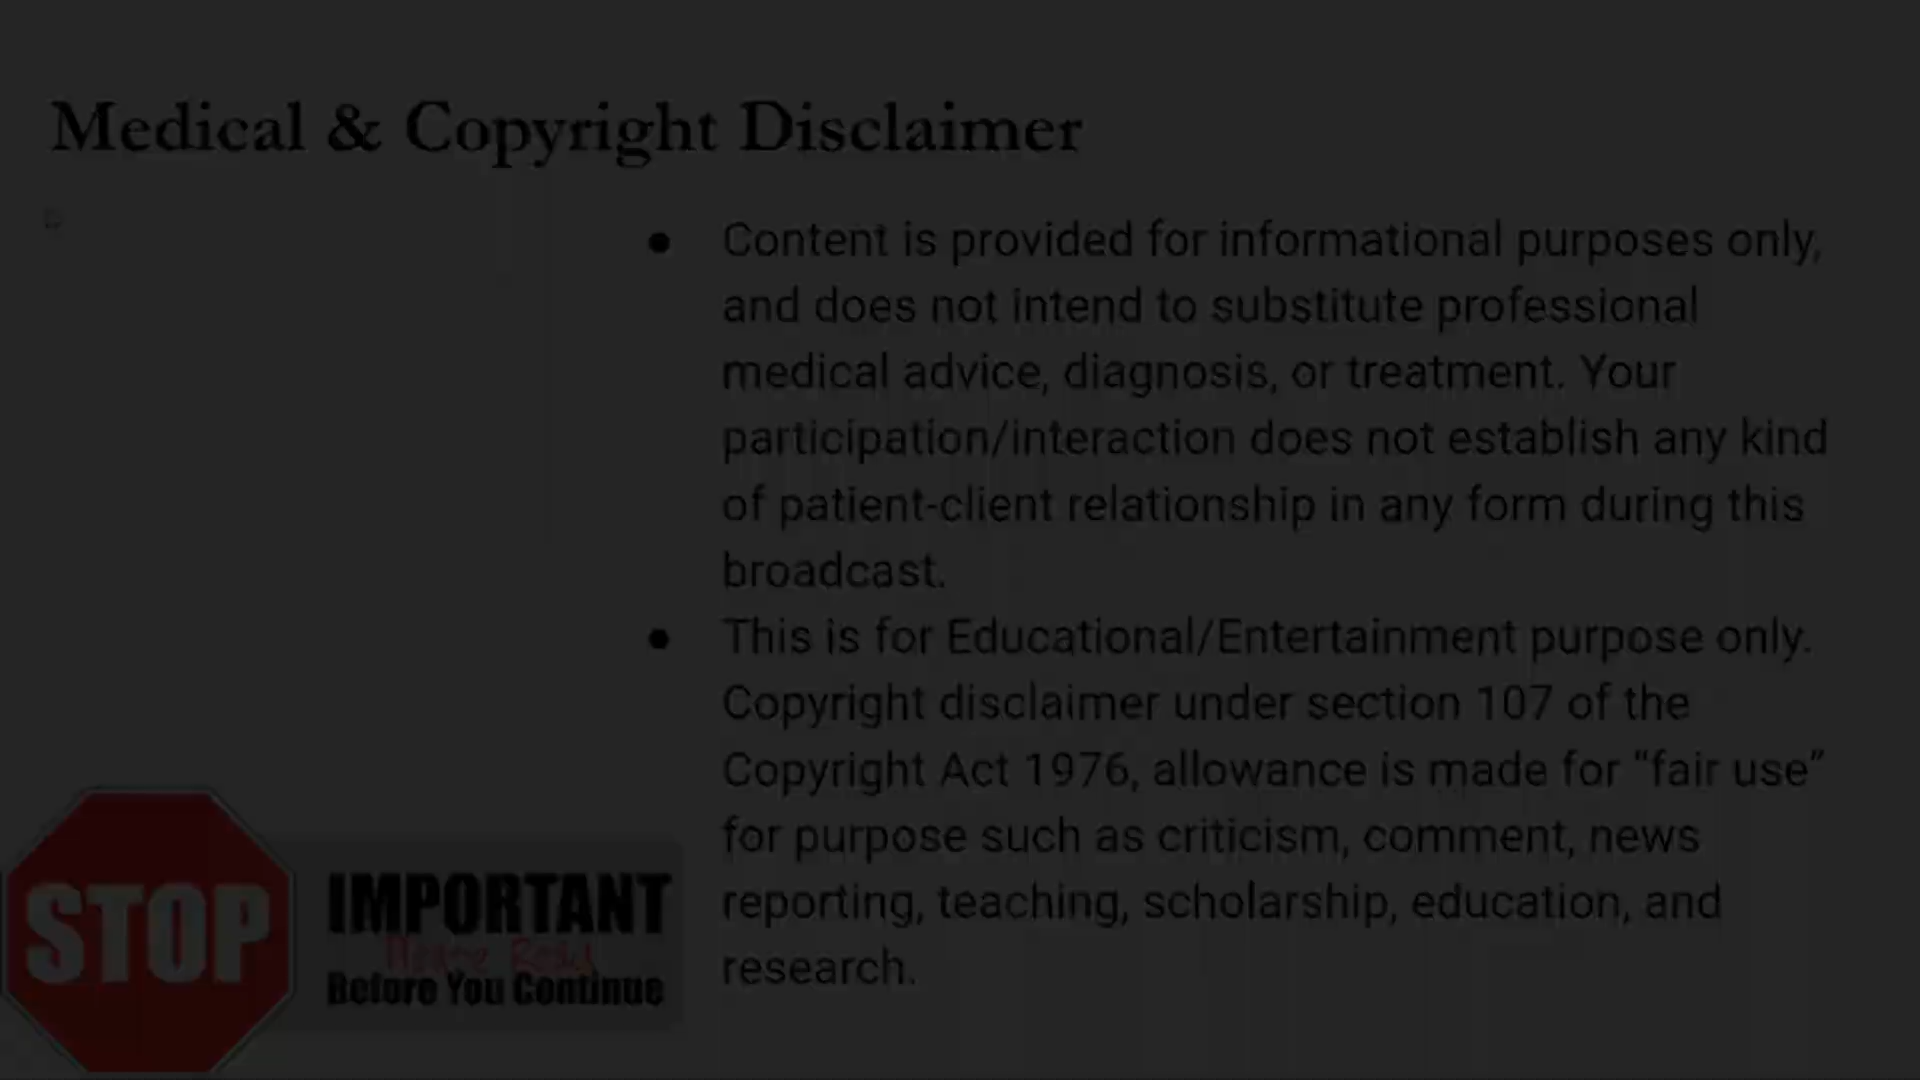 Medical & Copyright Disclaimer
● Content is provided for informational purposes only,
and does not intend to substitute professional
medical advice, diagnosis, or treatment. Your
participation/interaction does not establish any kind
of patient-client relationship in any form during this
broadcast.
● This is for Educational/Entertainment purpose only.
Copyright disclaimer under section 107 of the
Copyright Act 1976, allowance is made for “fair use”
for purpose such as criticism, comment, news
reporting, teaching, scholarship, education, and
research.
STOP
IMPORTANT
Please Read
Before You Continue